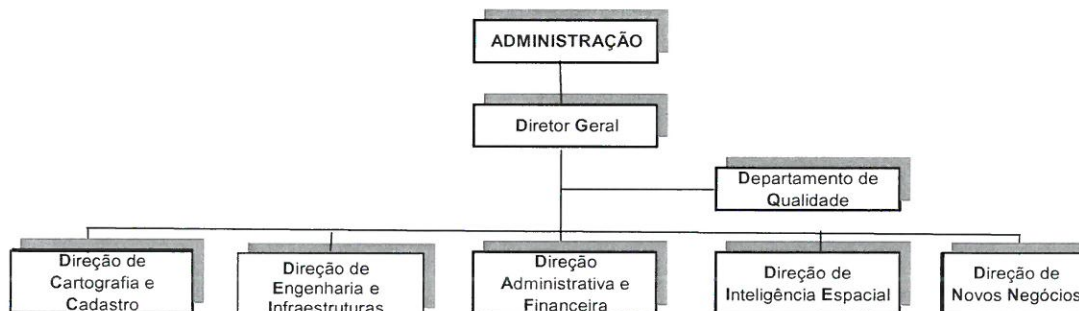 ADMINISTRAÇÃO
Diretor Geral
Departamento de
Qualidade
Direção de
Cartografia e
Cadastro
Direção de
Engenharia e
Infraestruturas
Direção
Administrativa e
Financeira
Direção de
Inteligência Espacial
Direção de
Novos Negócios